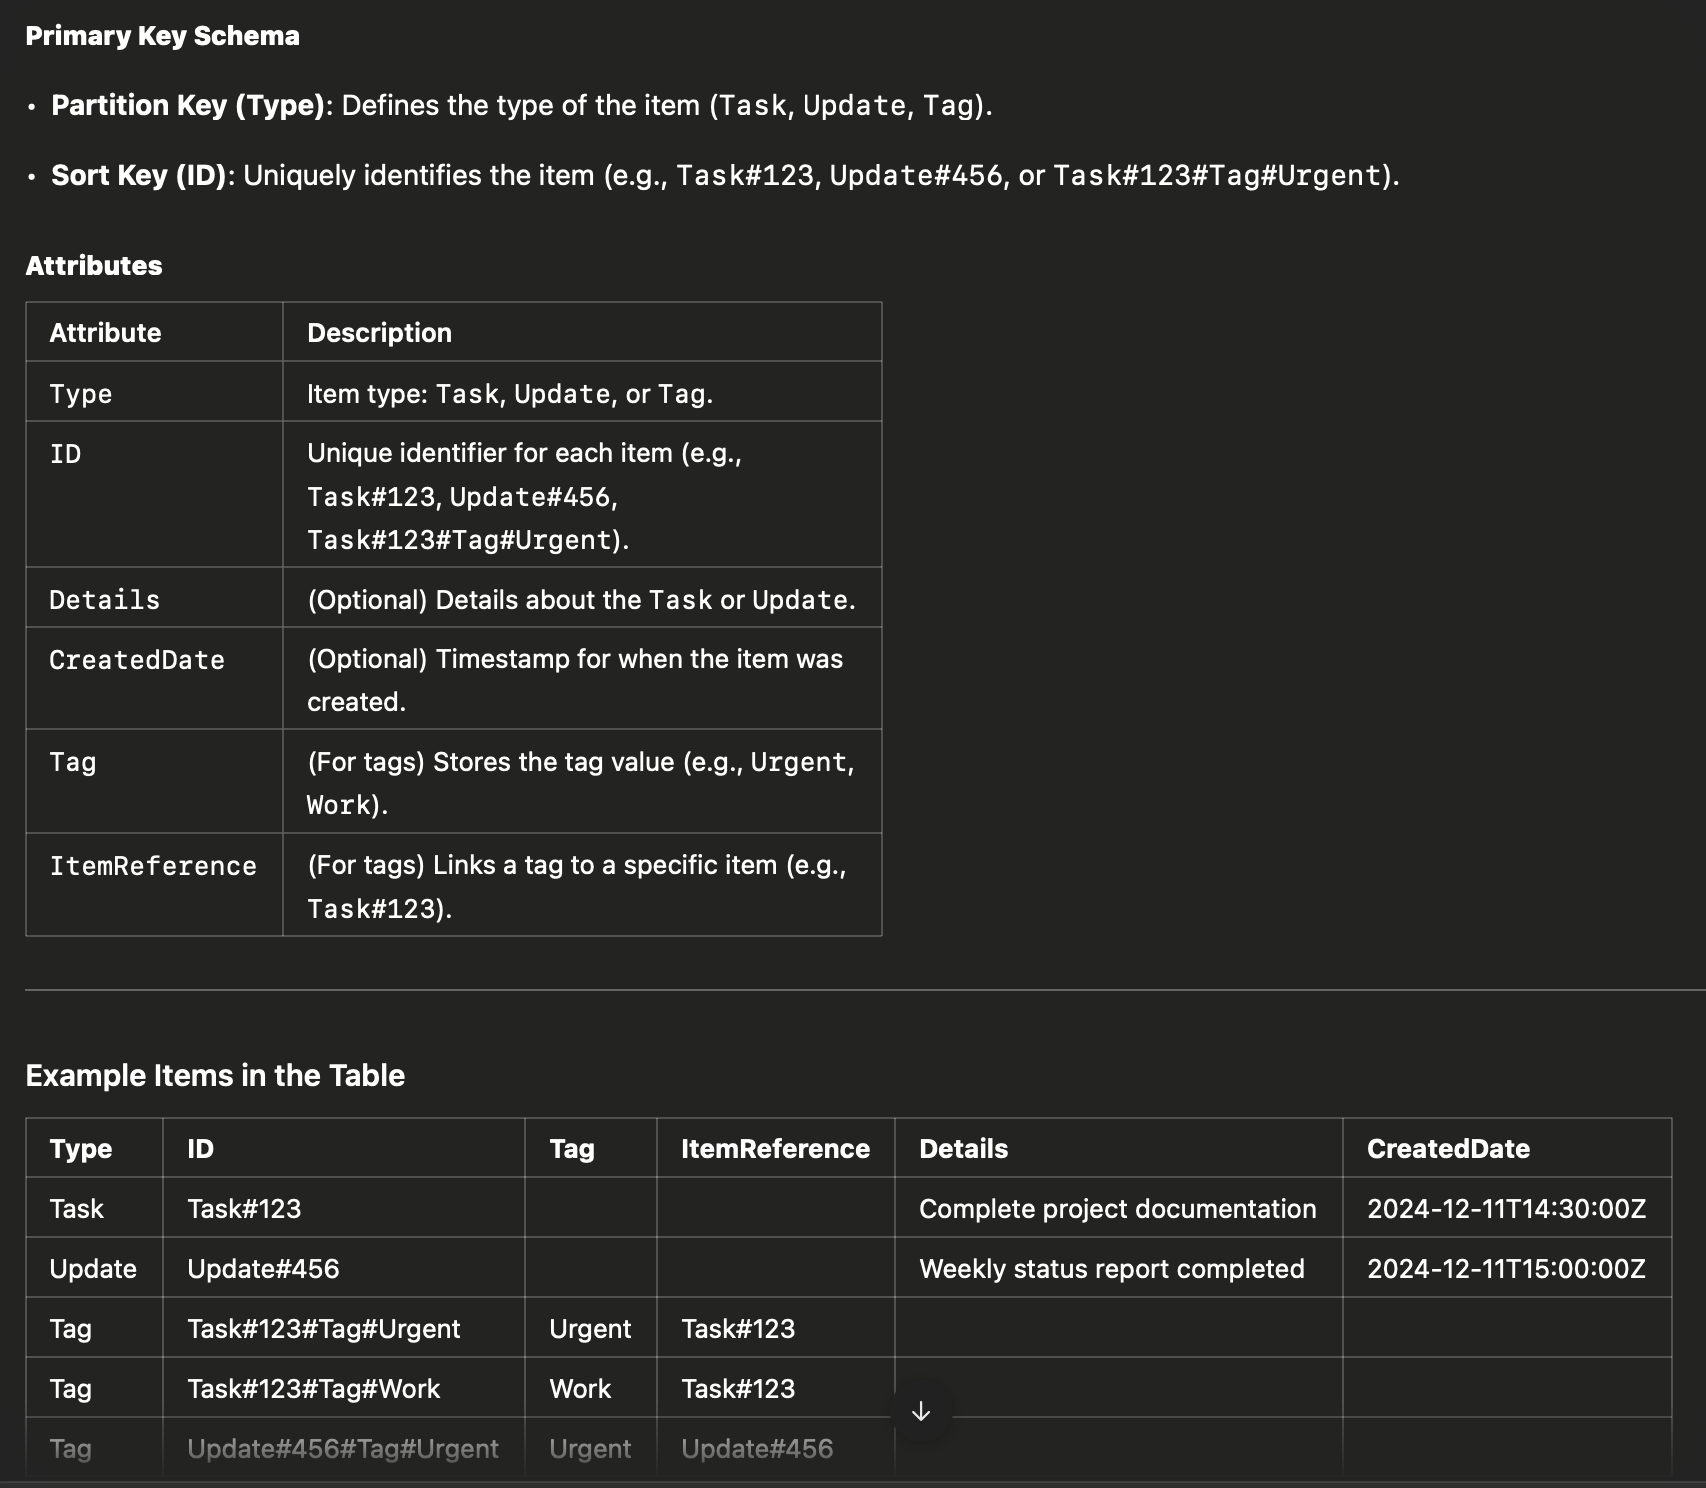 Primary Key Schema
• Partition Key (Type): Defines the type of the item (Task, Update, Tag).
• Sort Key (ID): Uniquely identifies the item (e.g., Task#123, Update#456, or Task#123#Tag#Urgent).
Attributes
Attribute Description
Type Item type: Task, Update, or Tag.
ID Unique identifier for each item (e.g.,
Task#123, Update#456,
Task#123#Tag#Urgent).
Details (Optional) Details about the Task or Update.
CreatedDate (Optional) Timestamp for when the item was
created.
Tag (For tags) Stores the tag value (e.g., Urgent,
Work).
ItemReference (For tags) Links a tag to a specific item (e.g.,
Task#123).
Example Items in the Table
Type ID Tag ItemReference Details CreatedDate
Task Task#123 Complete project documentation 2024-12-11T14:30:00Z
Update Update#456 Weekly status report completed 2024-12-11T15:00:00Z
Tag Task#123#Tag#Urgent Urgent Task#123
Tag Task#123#Tag#Work Work Task#123
Tag Update#456#Tag#Urgent Urgent Update#456